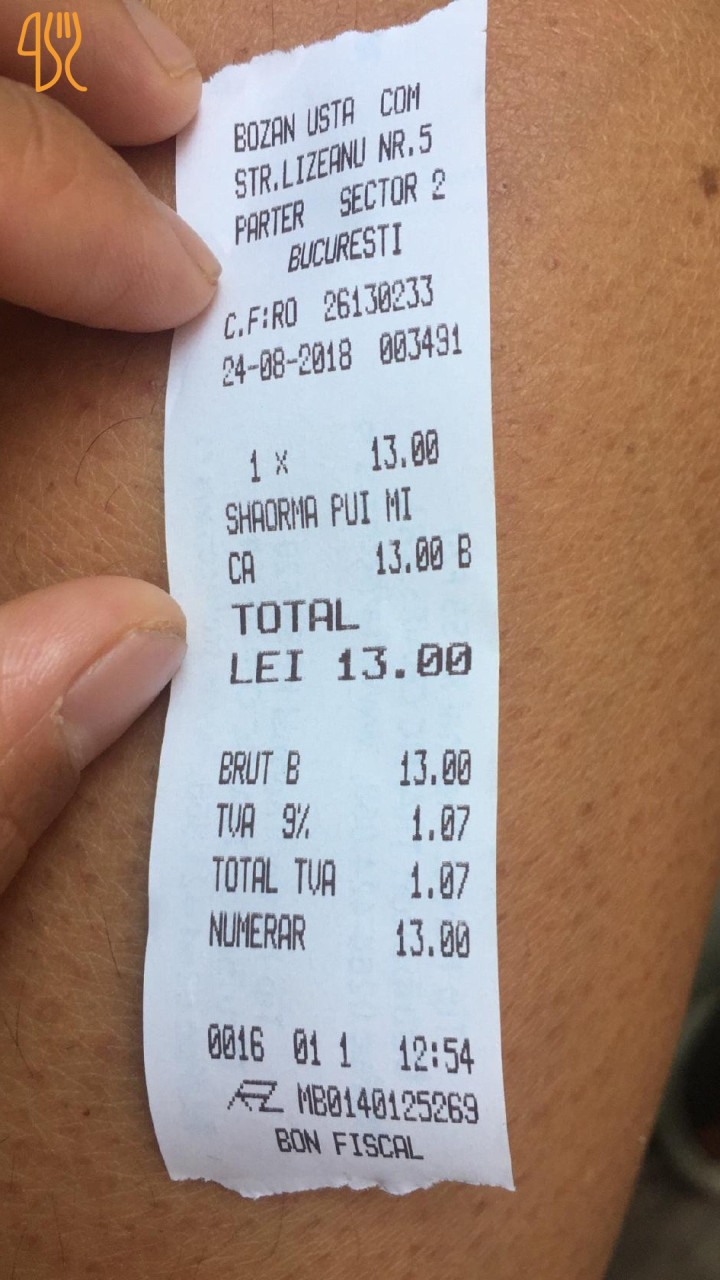 BOZAN USTA COM
STR.LIZEANU NR.5
PARTER SECTOR 2
BUCURESTI
C.F:RO 26130233
24-08-2018 003491
1 X 13.00
SHAORMA PUI MI
CA 13.00 B
TOTAL
LEI 13.00
BRUT B 13.00
TVA 9% 1.07
TOTAL TVA 1.07
NUMERAR 13.00
0016 01 1 12:54
MB0140125269
BON FISCAL